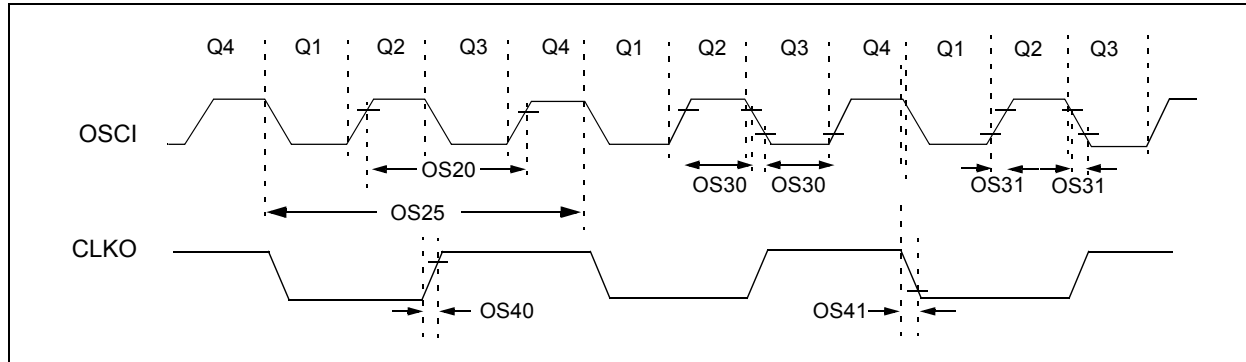 Q4 Q1 Q2 Q3 Q4 Q1 Q2 Q3 Q4 Q1 Q2 Q3
OSCI
OS20 OS30 OS30 OS31 OS31
OS25
CLKO
OS40 OS41